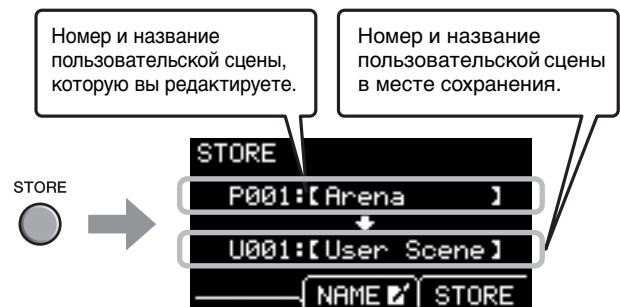 Номер и название
пользовательской сцены,
которую вы редактируете.
Номер и название
пользовательской сцены
в месте сохранения.
STORE
STORE
P001:[Arena ]
U001:[User Scene]
NAME
STORE